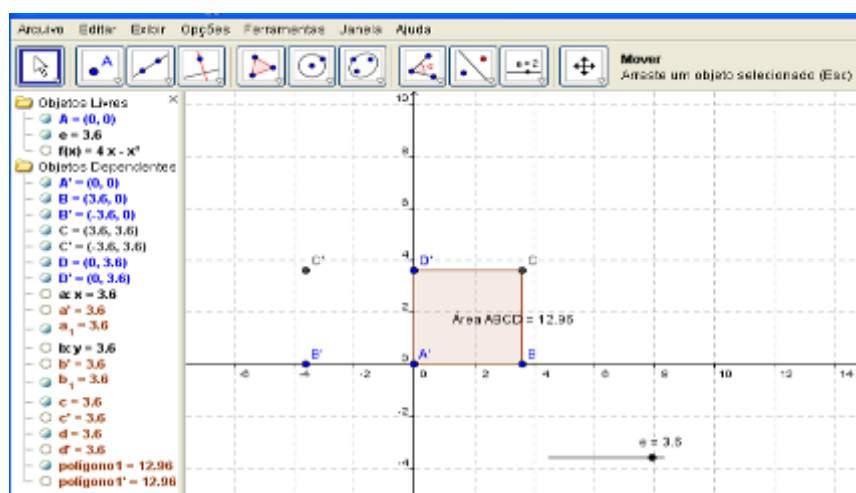 Arquivo Editar Exibir Opções Ferramentas Janela Ajuda
A
a=2
Mover
Arraste um objeto selecionado (Esc)
Objetos Livres
A = (0, 0)
e = 3.6
f(x) = 4 x - x²
Objetos Dependentes
A' = (0, 0)
B = (3.6, 0)
B' = (-3.6, 0)
C = (3.6, 3.6)
C' = (-3.6, 3.6)
D = (0, 3.6)
D' = (0, 3.6)
a: x = 3.6
a' = 3.6
a₁ = 3.6
b: y = 3.6
b' = 3.6
b₁ = 3.6
c = 3.6
c' = 3.6
d = 3.6
d' = 3.6
polígono1 = 12.96
polígono1' = 12.96
10
8
6
4
2
0
-2
-4
C' D' C
Área ABCD = 12.96
B' A' B
-6 -4 -2 0 2 4 6 8 10 12 14
e = 3.6